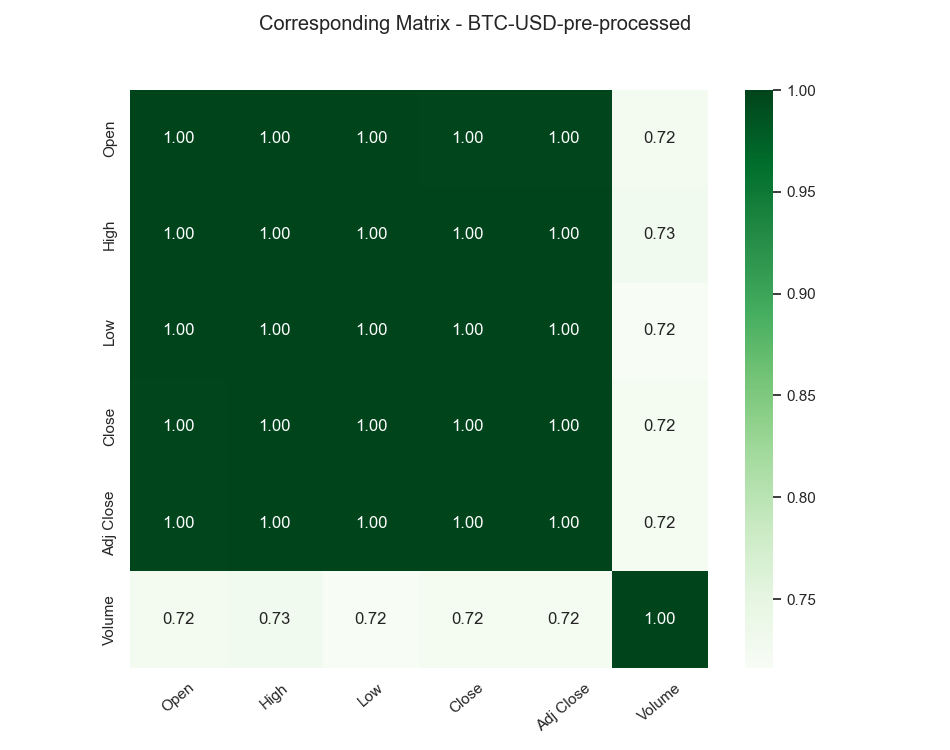 Corresponding Matrix - BTC-USD-pre-processed
Open 1.00 1.00 1.00 1.00 1.00 0.72
High 1.00 1.00 1.00 1.00 1.00 0.73
Low 1.00 1.00 1.00 1.00 1.00 0.72
Close 1.00 1.00 1.00 1.00 1.00 0.72
Adj Close 1.00 1.00 1.00 1.00 1.00 0.72
Volume 0.72 0.73 0.72 0.72 0.72 1.00
Open High Low Close Adj Close Volume
1.00
0.95
0.90
0.85
0.80
0.75